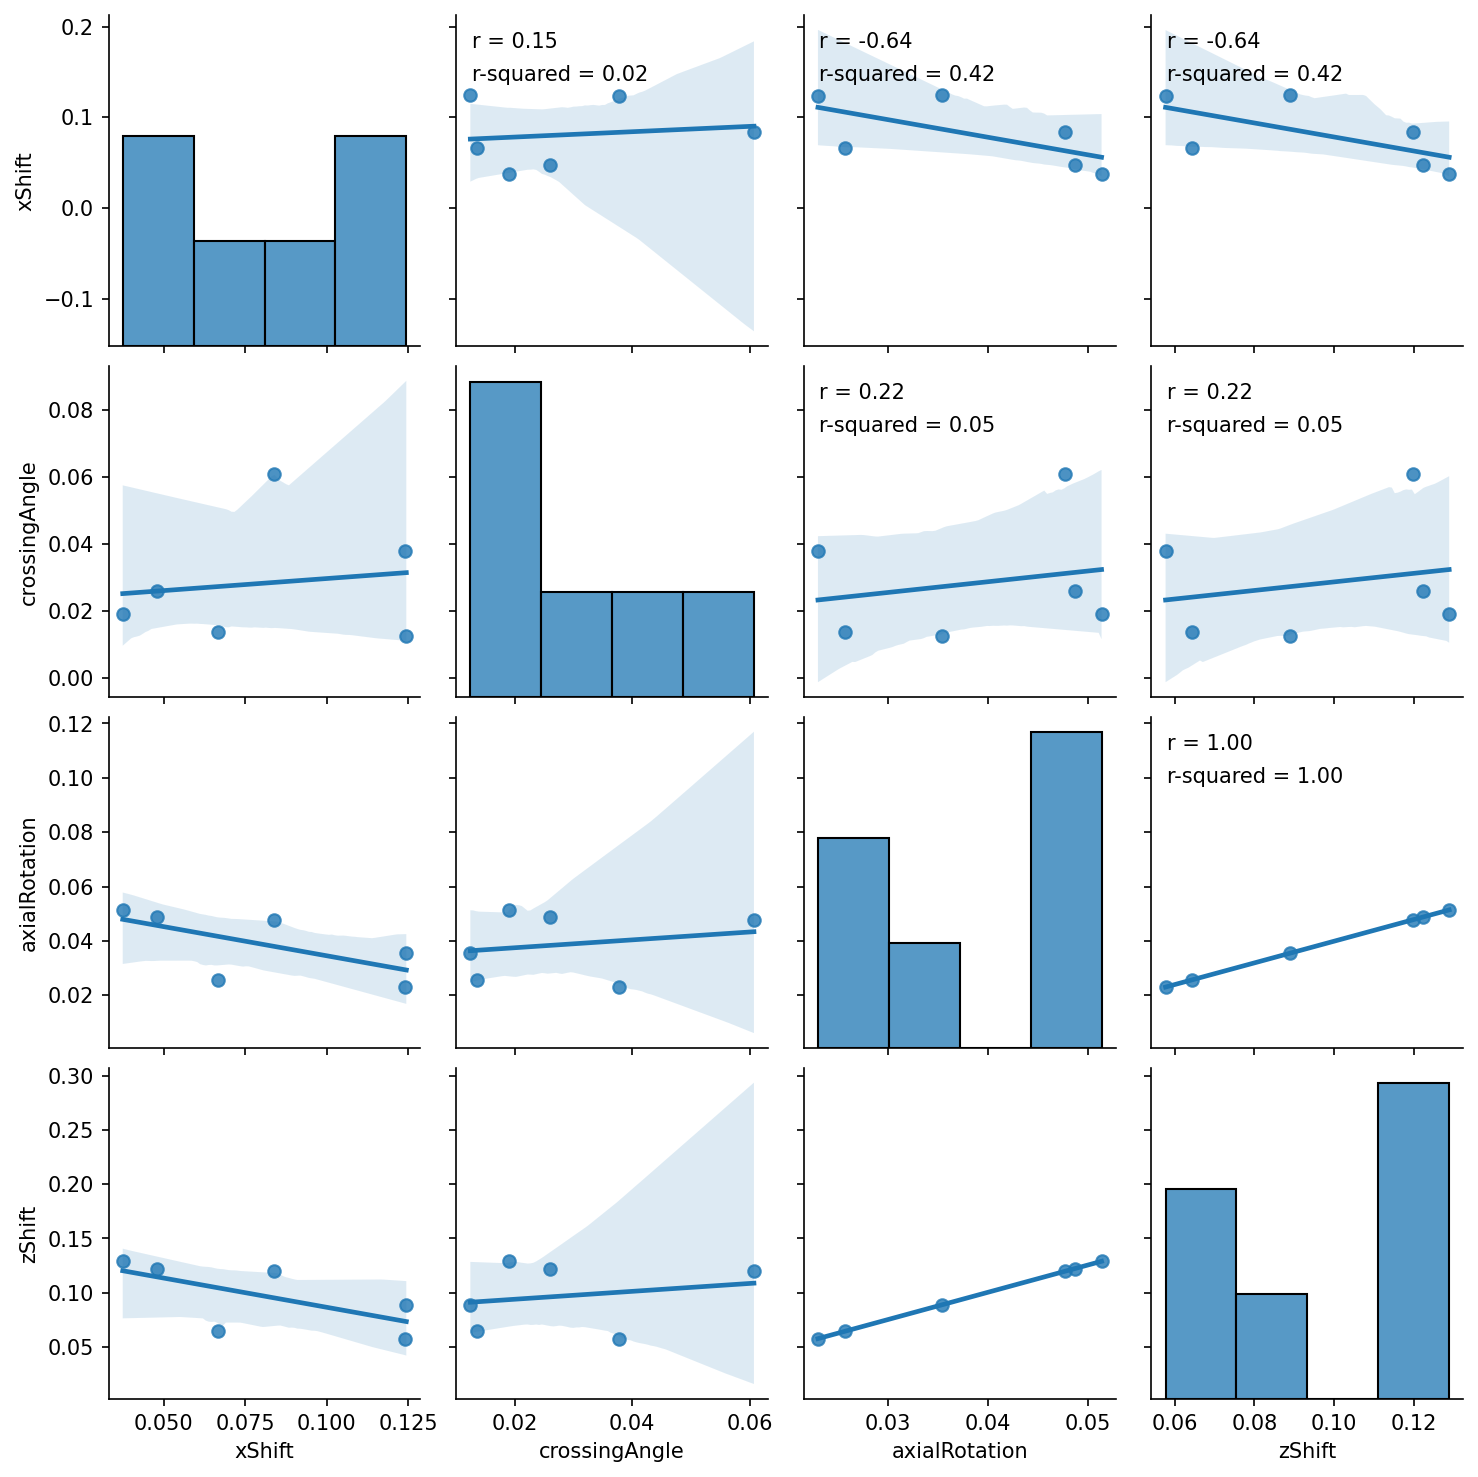 0.2
0.1
0.0
−0.1
xShift
r = 0.15
r-squared = 0.02
r = -0.64
r-squared = 0.42
r = -0.64
r-squared = 0.42
0.08
0.06
0.04
0.02
0.00
crossingAngle
r = 0.22
r-squared = 0.05
r = 0.22
r-squared = 0.05
0.12
0.10
0.08
0.06
0.04
0.02
axialRotation
r = 1.00
r-squared = 1.00
0.30
0.25
0.20
0.15
0.10
0.05
zShift
0.050 0.075 0.100 0.125
xShift
0.02 0.04 0.06
crossingAngle
0.03 0.04 0.05
axialRotation
0.06 0.08 0.10 0.12
zShift